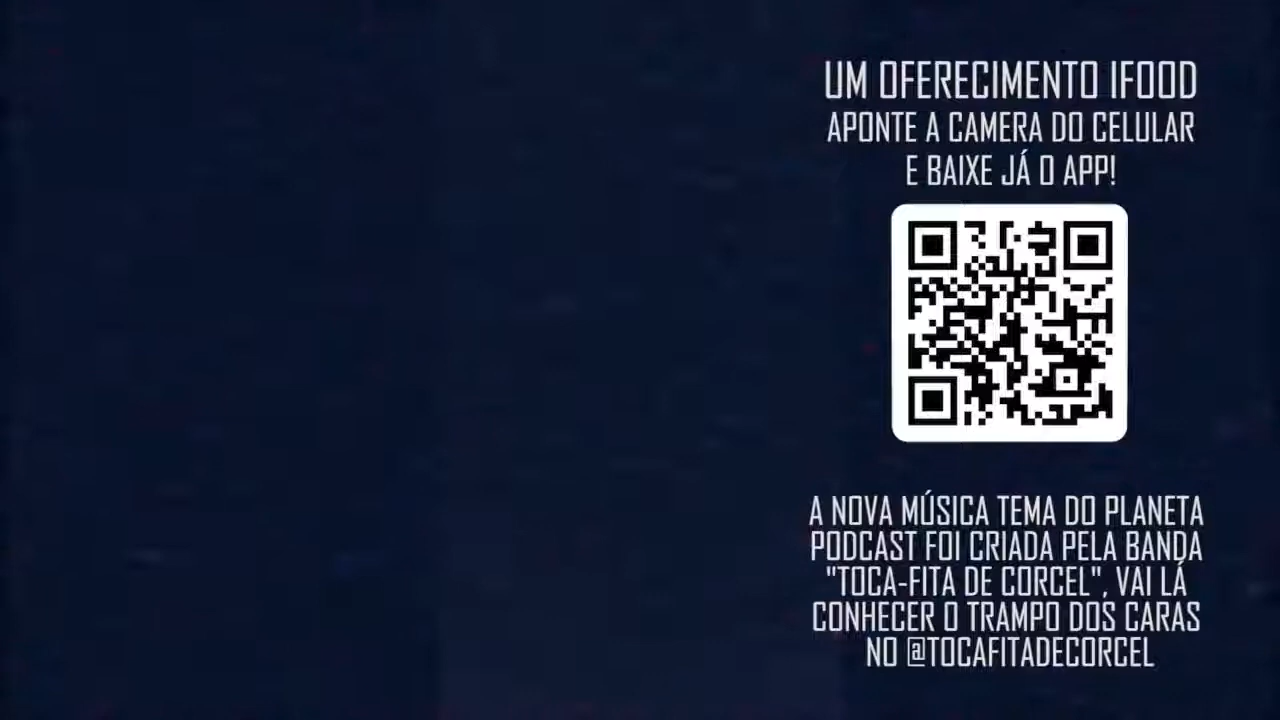 UM OFERECIMENTO IFOOD
APONTE A CAMERA DO CELULAR
E BAIXE JÁ O APP!
A NOVA MÚSICA TEMA DO PLANETA
PODCAST FOI CRIADA PELA BANDA
"TOCA-FITA DE CORCEL", VAI LÁ
CONHECER O TRAMPO DOS CARAS
NO @TOCAFITADECORCEL